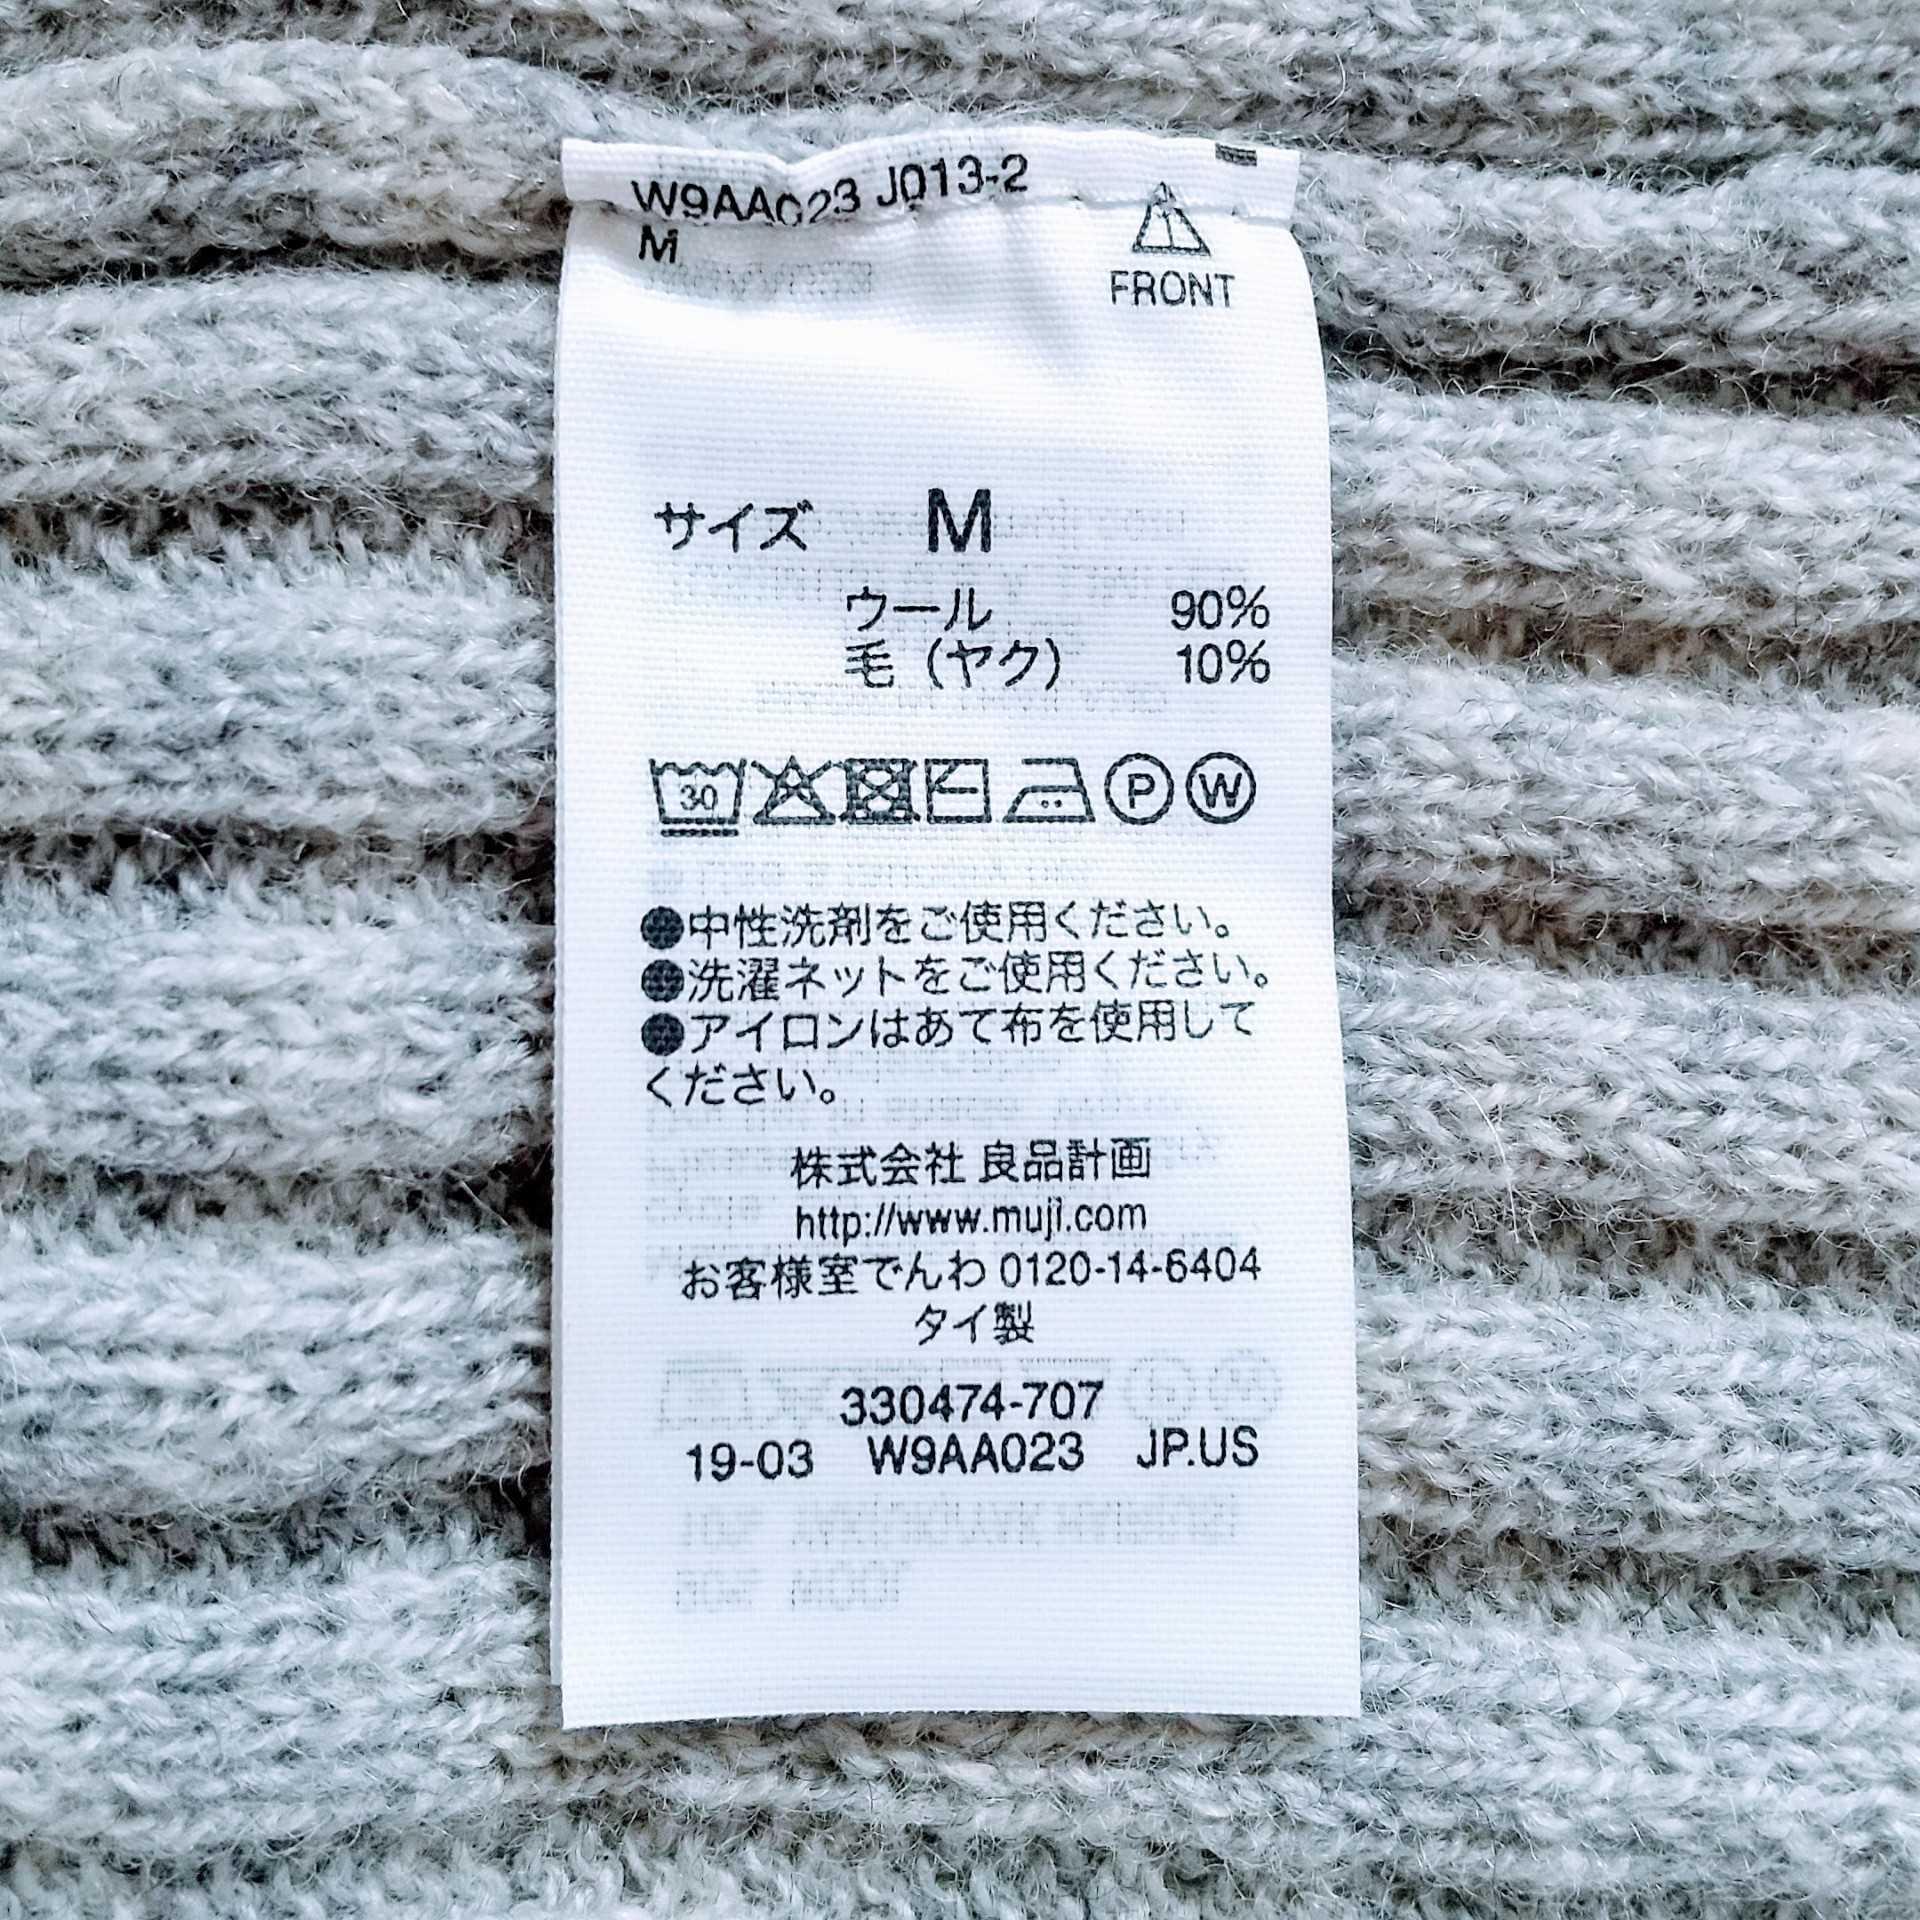 W9AA023 J013-2
M
FRONT
サイズ M
ウール 90%
毛（ヤク） 10%
30 P W
●中性洗剤をご使用ください。
●洗濯ネットをご使用ください。
●アイロンはあて布を使用して
ください。
株式会社 良品計画
http://www.muji.com
お客様室でんわ 0120-14-6404
タイ製
330474-707
19-03 W9AA023 JP.US